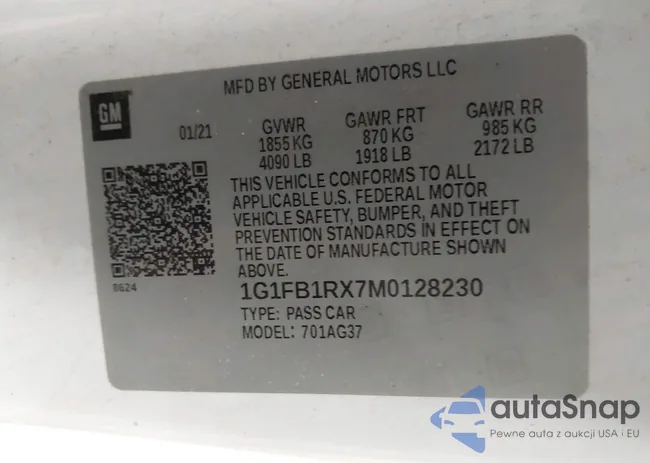 MFD BY GENERAL MOTORS LLC
GM
01/21
GVWR
1855 KG
4090 LB
GAWR FRT
870 KG
1918 LB
GAWR RR
985 KG
2172 LB
THIS VEHICLE CONFORMS TO ALL
APPLICABLE U.S. FEDERAL MOTOR
VEHICLE SAFETY, BUMPER, AND THEFT
PREVENTION STANDARDS IN EFFECT ON
THE DATE OF MANUFACTURE SHOWN
ABOVE.
8624
1G1FB1RX7M0128230
TYPE: PASS CAR
MODEL: 701AG37
autaSnap
Pewne auta z aukcji USA i EU